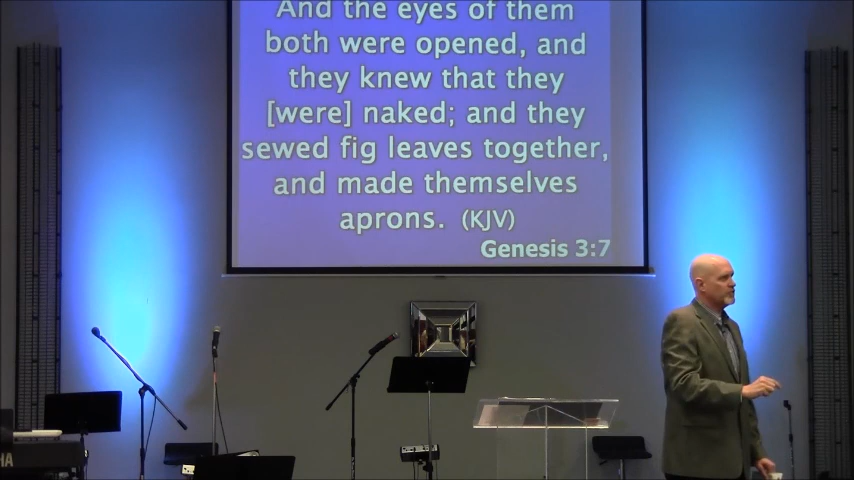 And the eyes of them
both were opened, and
they knew that they
[were] naked; and they
sewed fig leaves together,
and made themselves
aprons. (KJV)
Genesis 3:7
HA